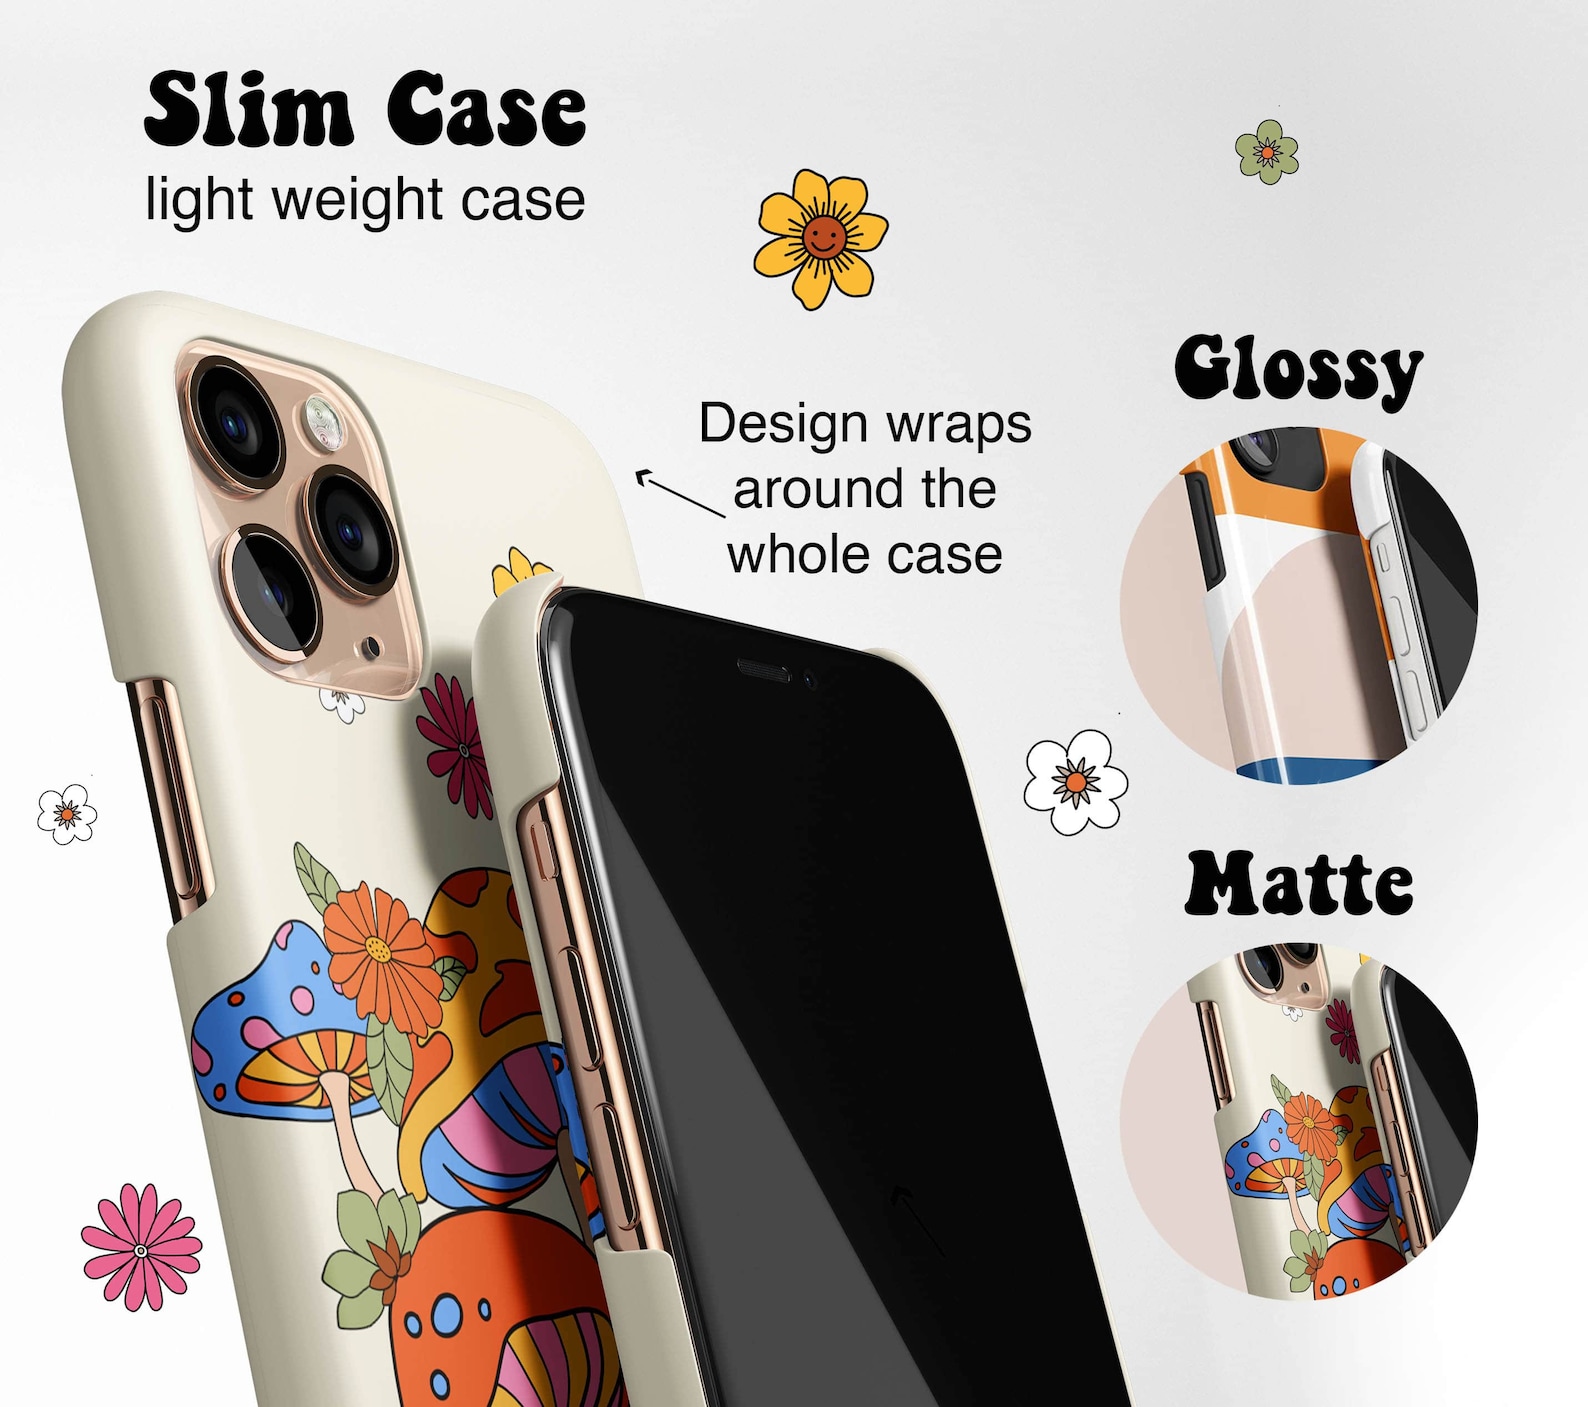 Slim Case
light weight case
Design wraps
around the
whole case
Glossy
Matte